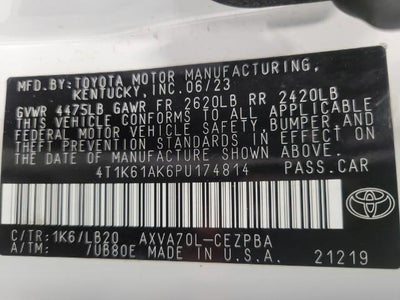 MFD.BY:TOYOTA MOTOR MANUFACTURING,
KENTUCKY,INC.06/23
GVWR 4475LB GAWR FR 2620LB RR 2420LB
THIS VEHICLE CONFORMS TO ALL APPLICABLE
FEDERAL MOTOR VEHICLE SAFETY, BUMPER, AND
THEFT PREVENTION STANDARDS IN EFFECT ON THE
DATE OF MANUFACTURE SHOWN ABOVE.
4T1K61AK6PU174814 PASS.CAR
C/TR:1K6/LB20 AXVA70L-CEZPBA
A/TM: 7UB80E MADE IN U.S.A. 21219